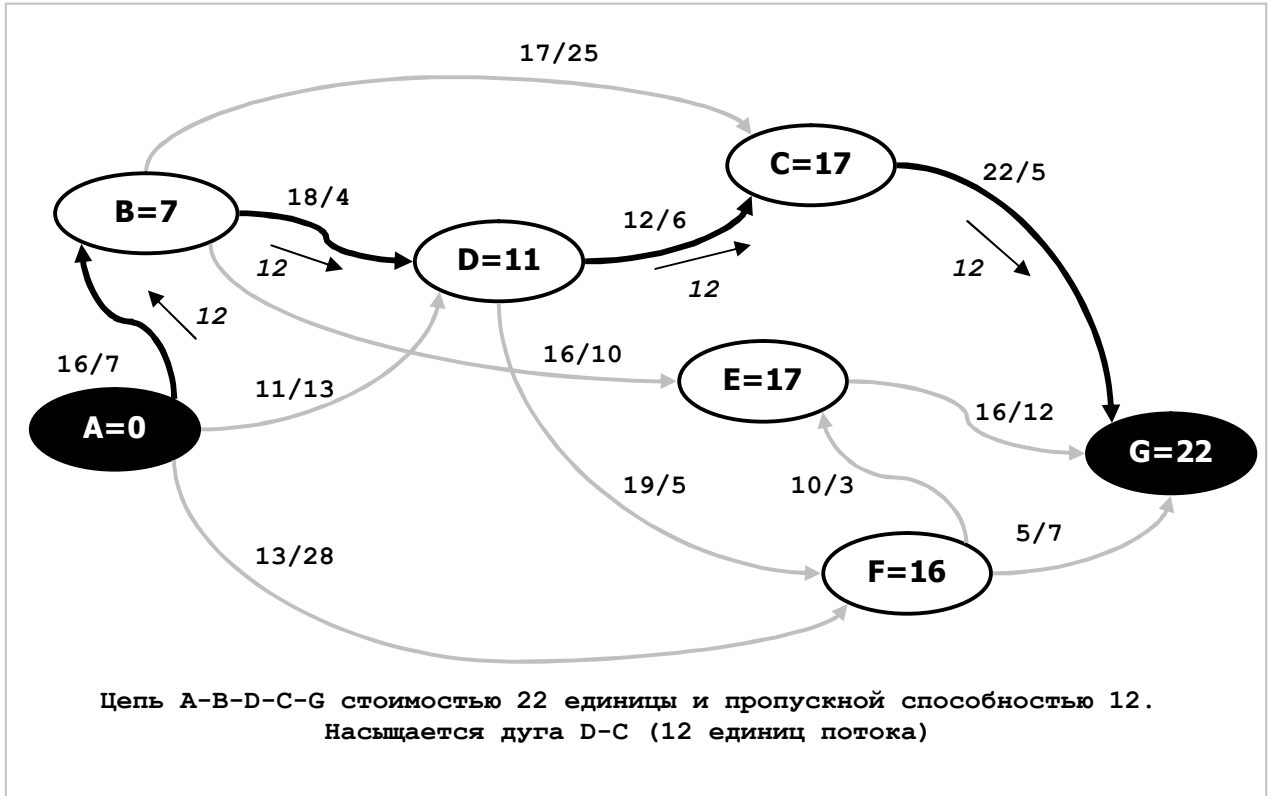 17/25
C=17
22/5
B=7
18/4
12/6
D=11
12
12
12
12
16/10
E=17
16/7
11/13
16/12
A=0
G=22
19/5
10/3
5/7
13/28
F=16
Цепь A-B-D-C-G стоимостью 22 единицы и пропускной способностью 12.
Насыщается дуга D-C (12 единиц потока)